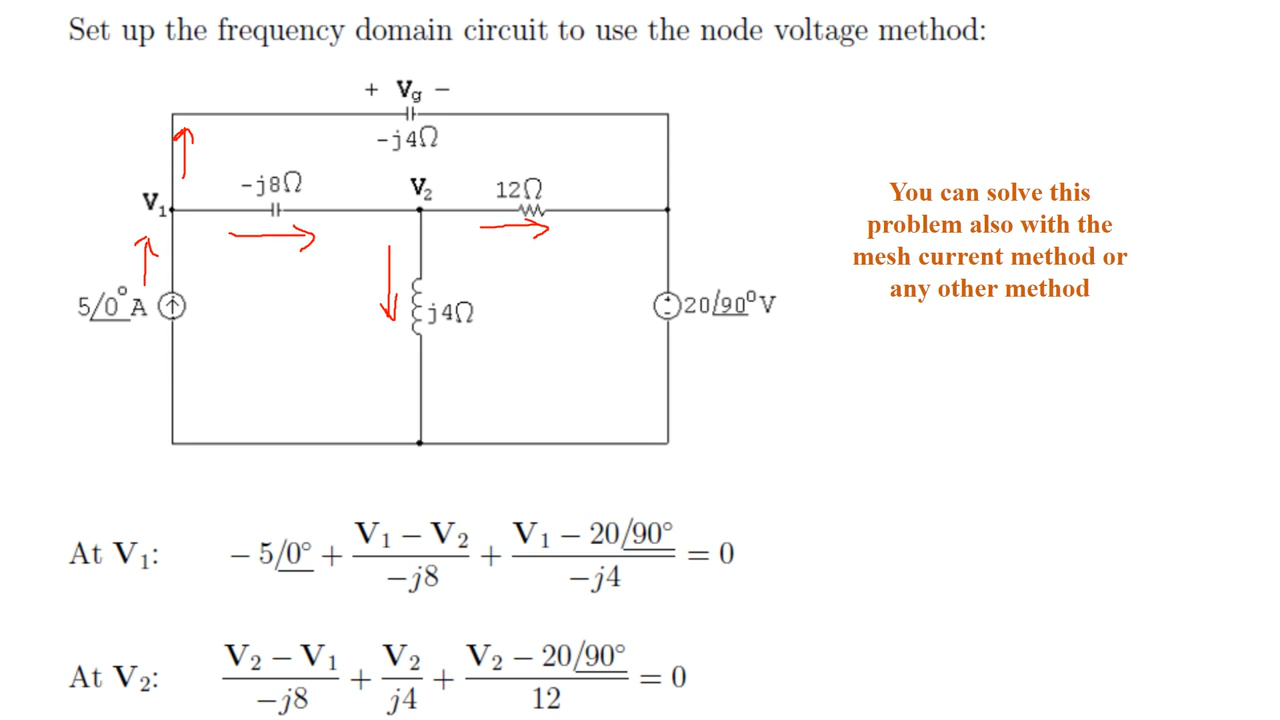 Set up the frequency domain circuit to use the node voltage method:
+ Vg −
−j4Ω
−j8Ω
V2
12Ω
V1
You can solve this
problem also with the
mesh current method or
any other method
5/0° A
j4Ω
+
-
20/90° V
At V1: − 5/0° + (V1 − V2)/(−j8) + (V1 − 20/90°)/(−j4) = 0
At V2: (V2 − V1)/(−j8) + V2/(j4) + (V2 − 20/90°)/12 = 0